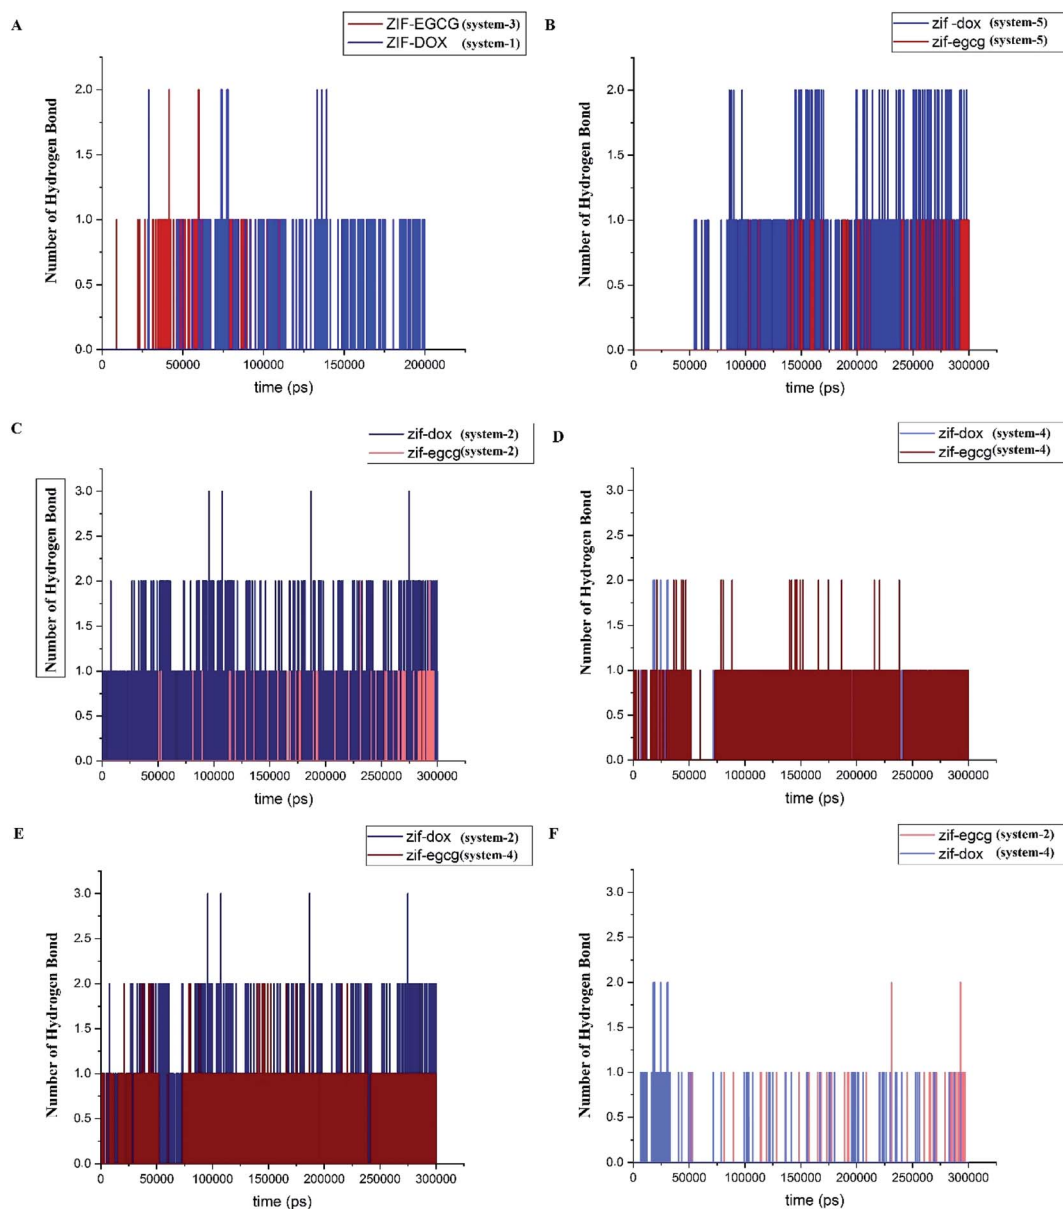 A
ZIF-EGCG (system-3)
ZIF-DOX (system-1)
Number of Hydrogen Bond
2.0
1.5
1.0
0.5
0.0
0 50000 100000 150000 200000
time (ps)
B
zif -dox (system-5)
zif-egcg (system-5)
Number of Hydrogen Bond
2.0
1.5
1.0
0.5
0.0
0 50000 100000 150000 200000 250000 300000
time (ps)
C
zif-dox (system-2)
zif-egcg(system-2)
Number of Hydrogen Bond
3.0
2.5
2.0
1.5
1.0
0.5
0.0
0 50000 100000 150000 200000 250000 300000
time (ps)
D
zif-dox (system-4)
zif-egcg(system-4)
Number of Hydrogen Bond
3.0
2.5
2.0
1.5
1.0
0.5
0.0
0 50000 100000 150000 200000 250000 300000
time (ps)
E
zif-dox (system-2)
zif-egcg(system-4)
Number of Hydrogen Bond
3.0
2.5
2.0
1.5
1.0
0.5
0.0
0 50000 100000 150000 200000 250000 300000
time (ps)
F
zif-egcg (system-2)
zif-dox (system-4)
Number of Hydrogen Bond
3.0
2.5
2.0
1.5
1.0
0.5
0.0
0 50000 100000 150000 200000 250000 300000
time (ps)